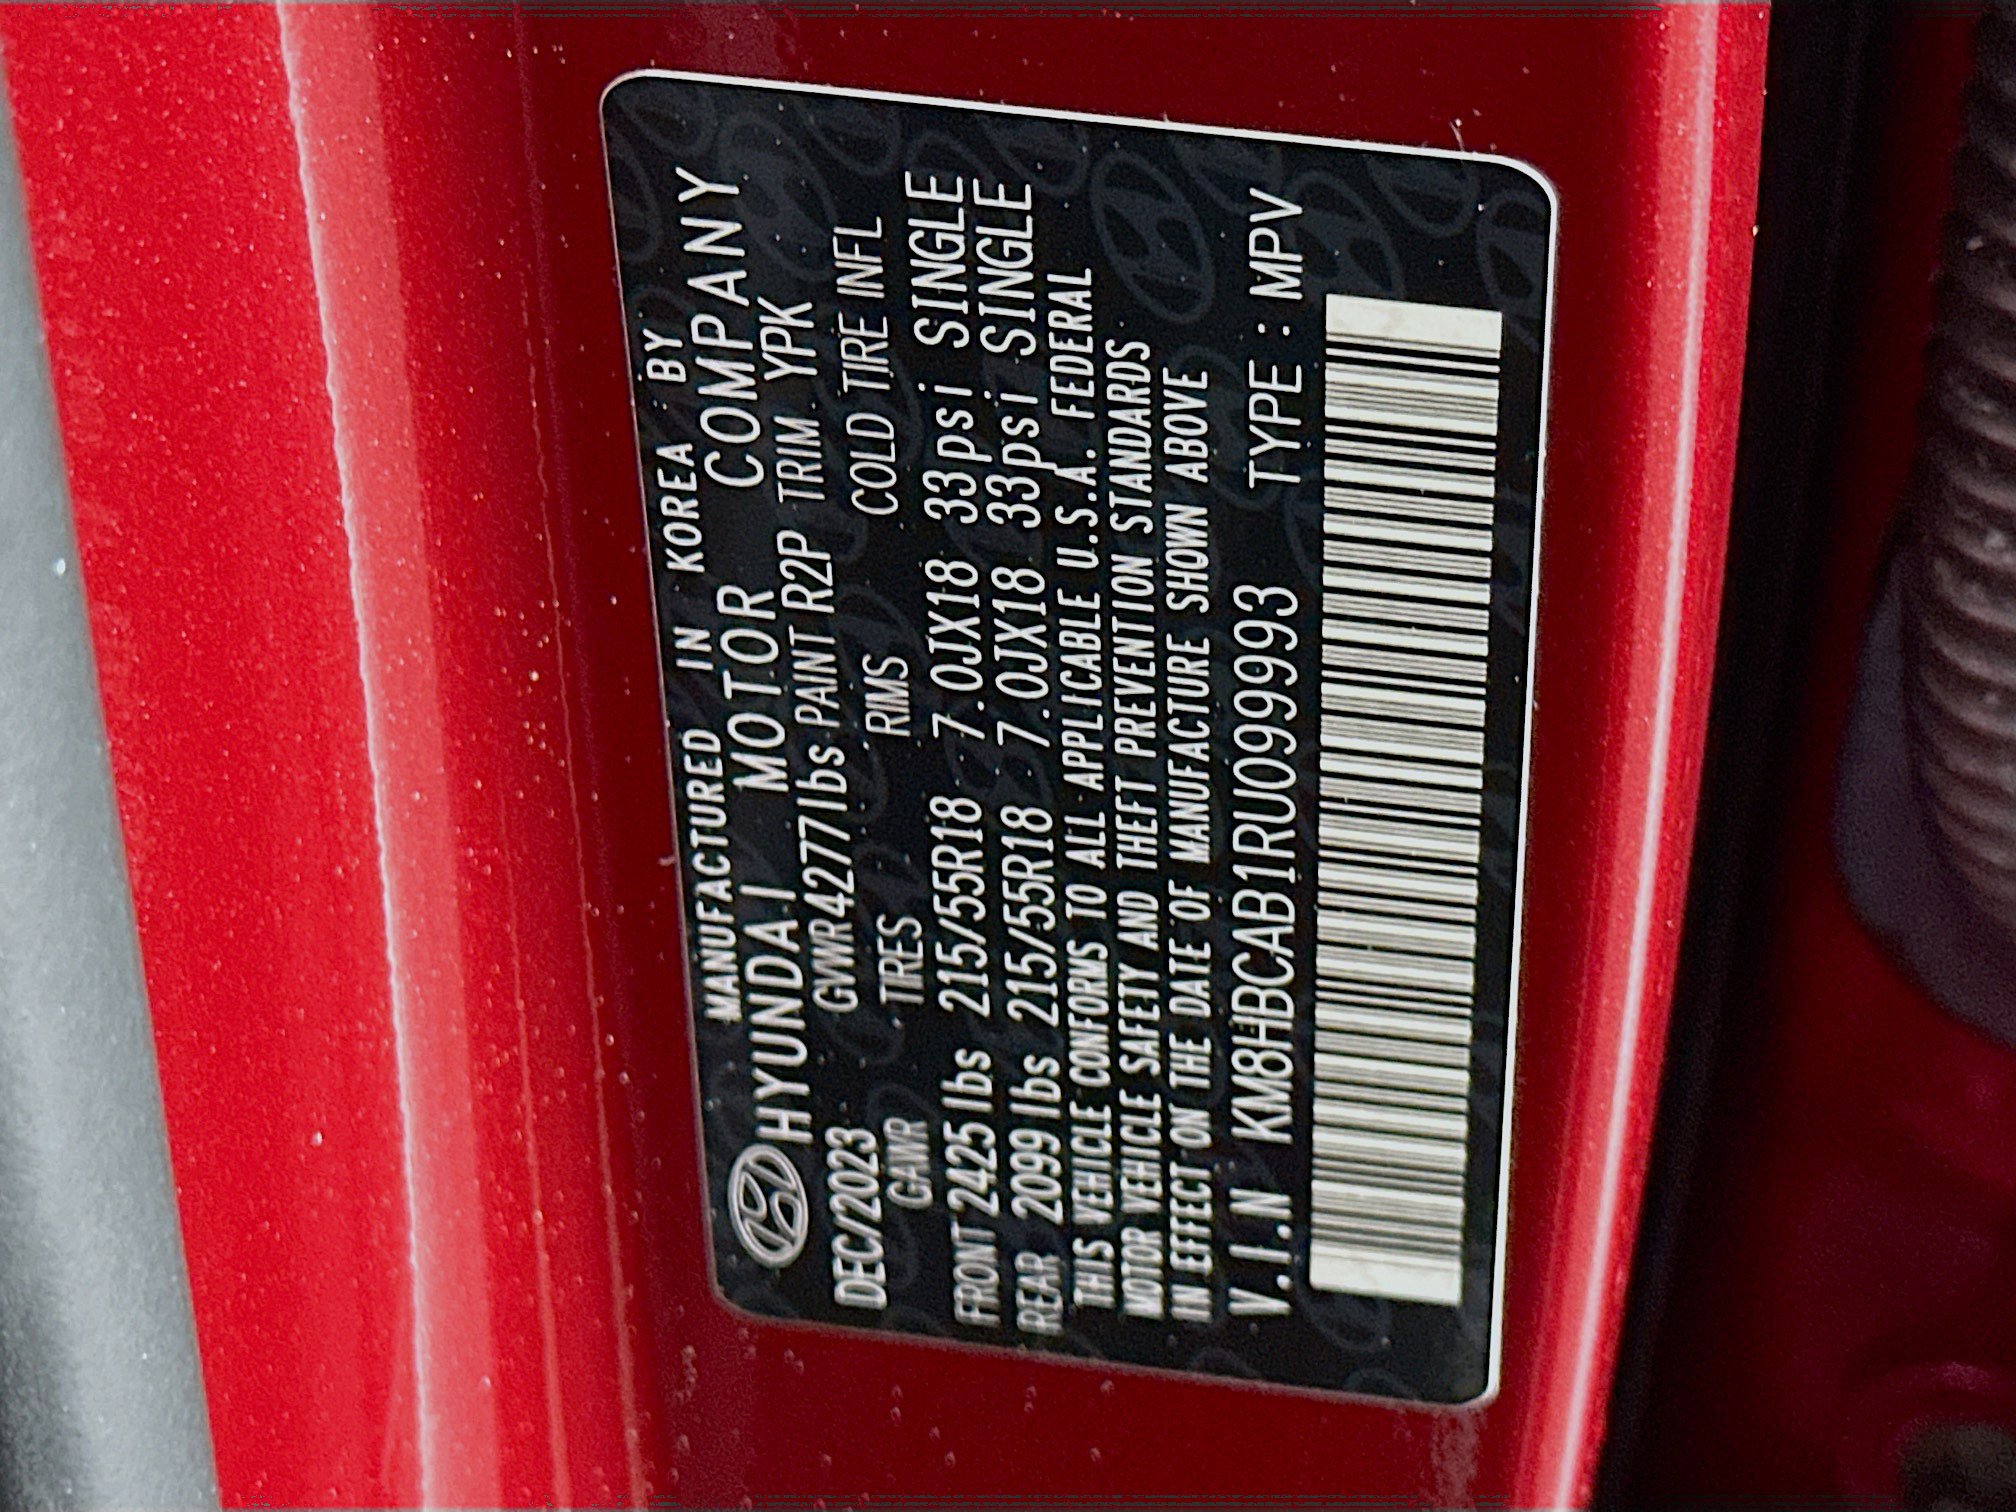 MANUFACTURED IN KOREA BY
HYUNDAI MOTOR COMPANY
DEC/2023 GVWR4277lbs PAINT R2P TRIM YPK
GAWR TIRES RIMS COLD TIRE INFL
FRONT 2425lbs 215/55R18 7.0JX18 33psi SINGLE
REAR 2099lbs 215/55R18 7.0JX18 33psi SINGLE
THIS VEHICLE CONFORMS TO ALL APPLICABLE U.S.A. FEDERAL
MOTOR VEHICLE SAFETY AND THEFT PREVENTION STANDARDS
IN EFFECT ON THE DATE OF MANUFACTURE SHOWN ABOVE
V.I.N KM8HBCAB1RU099993 TYPE : MPV